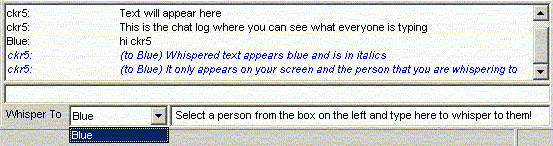 ckr5: Text will appear here
ckr5: This is the chat log where you can see what everyone is typing
Blue: hi ckr5
ckr5: (to Blue) Whispered text appears blue and is in italics
ckr5: (to Blue) It only appears on your screen and the person that you are whispering to
Whisper To Blue Select a person from the box on the left and type here to whisper to them!
Blue